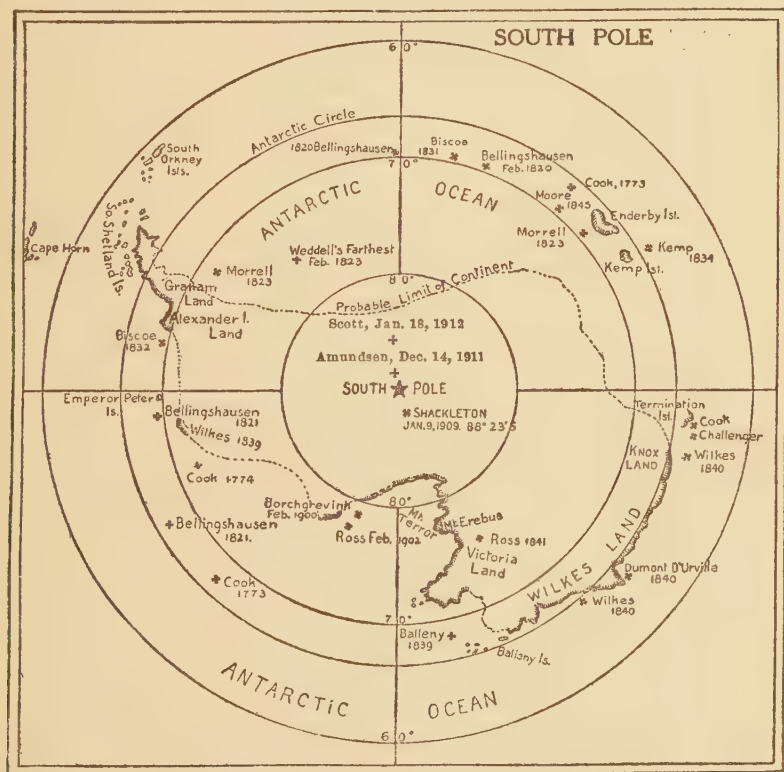 SOUTH POLE
60°
Antarctic Circle
South
Orkney
Isls.
1820 Bellingshausen
Biscoe
1831
70°
Bellingshausen
Feb. 1820
Cook, 1773
Moore
1845
Enderby Isl.
Morrell
1823
Kemp
1834
Kemp Isl.
ANTARCTIC OCEAN
So. Shetland Is.
Cape Horn
Weddell's Farthest
Feb. 1823
Morrell
1823
80°
Graham
Land
Probable Limit of Continent
Alexander I.
Land
Scott, Jan. 18, 1912
Amundsen, Dec. 14, 1911
Biscoe
1832
SOUTH POLE
Emperor Peter
Is.
Bellingshausen
1821
SHACKLETON
JAN. 9, 1909. 88° 23'S
Termination
Isl.
Cook
Challenger
Wilkes 1839
KNOX
LAND
Wilkes
1840
Cook 1774
Borchgrevink
Feb. 1900
80°
Mt.
Terror
Mt Erebus
Bellingshausen
1821.
Ross Feb. 1902
Ross 1841
Victoria
Land
WILKES LAND
Dumont D'Urville
1840
Cook
1773
Wilkes
1840
70°
Balleny
1839
Ballany Is.
ANTARCTIC OCEAN
60°